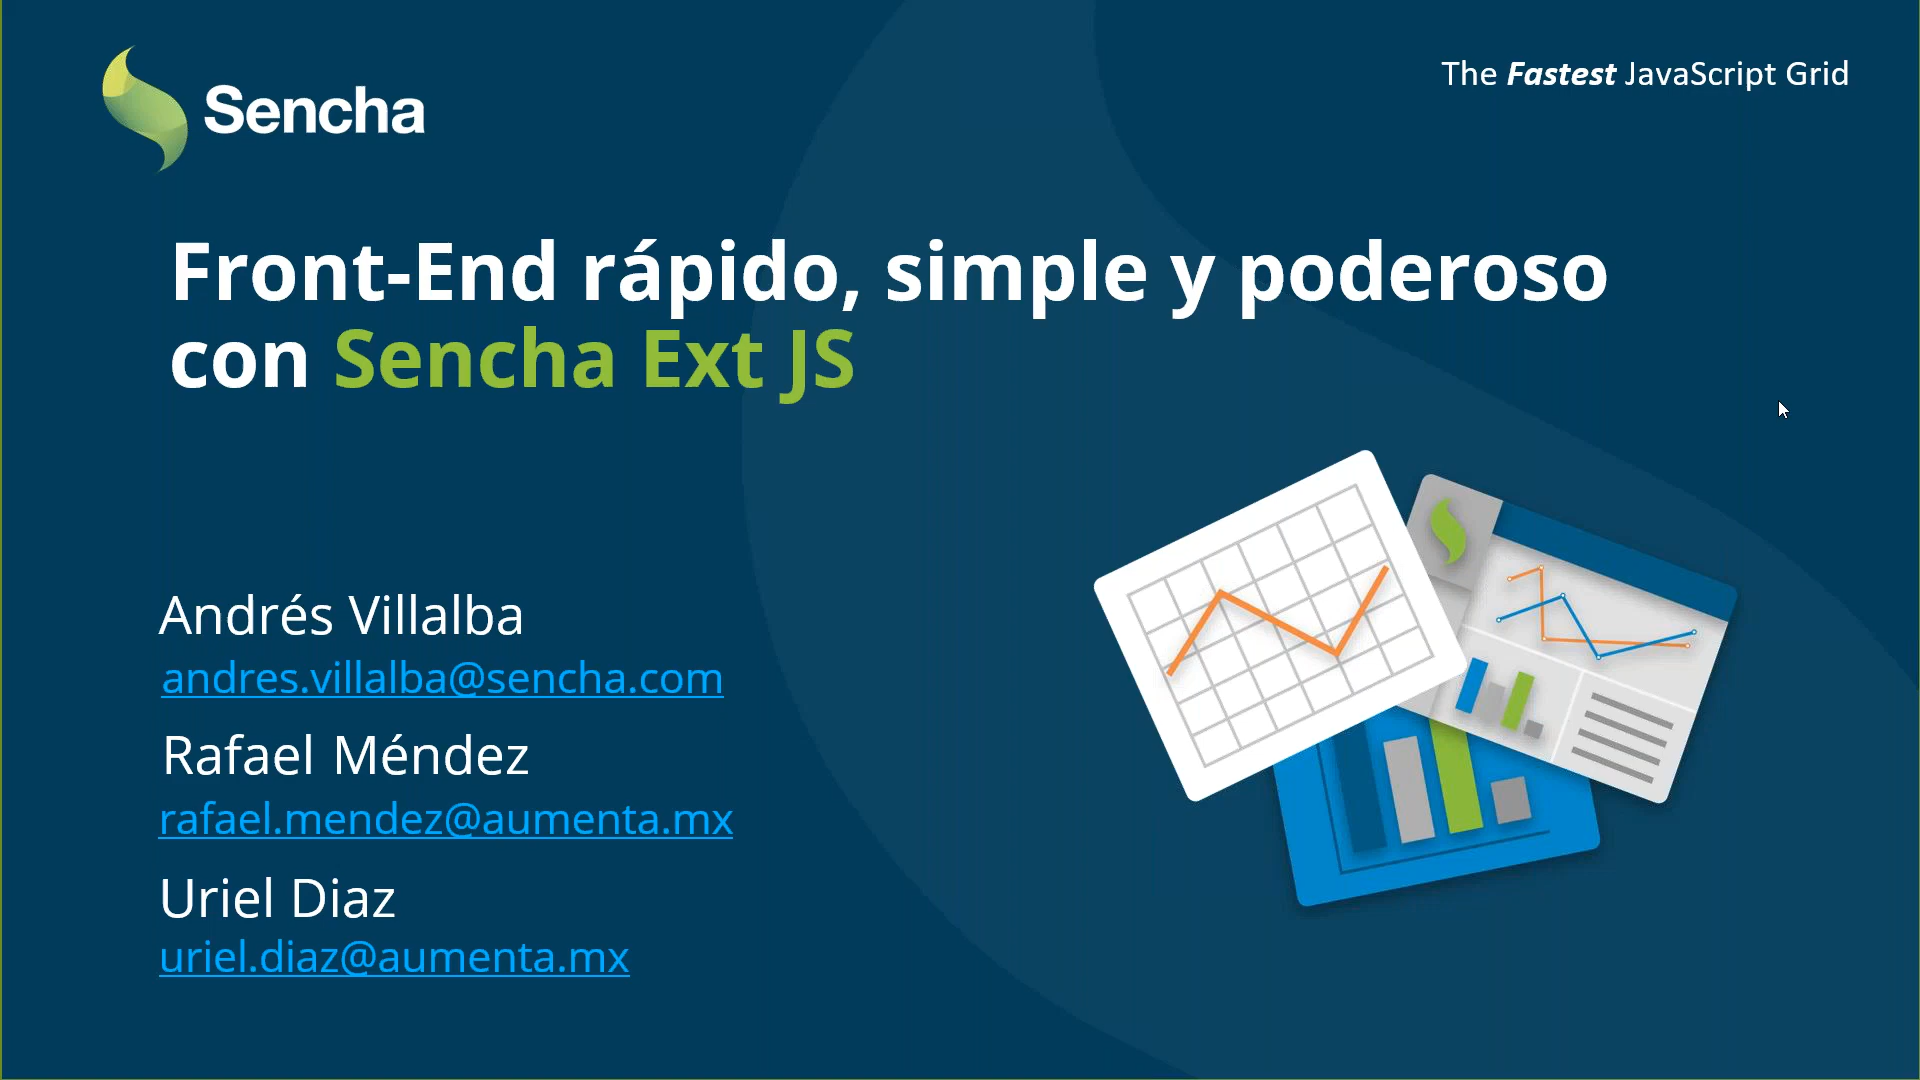 Sencha
The Fastest JavaScript Grid
Front-End rápido, simple y poderoso
con Sencha Ext JS
Andrés Villalba
andres.villalba@sencha.com
Rafael Méndez
rafael.mendez@aumenta.mx
Uriel Diaz
uriel.diaz@aumenta.mx